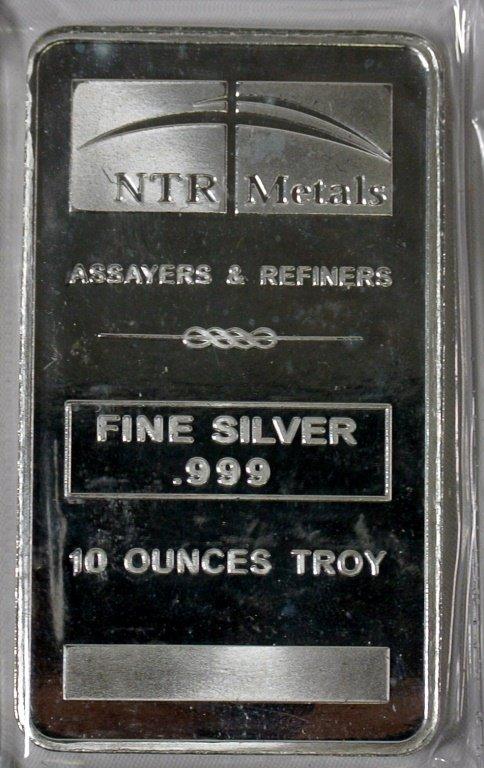 NTR Metals
ASSAYERS & REFINERS
FINE SILVER
.999
10 OUNCES TROY